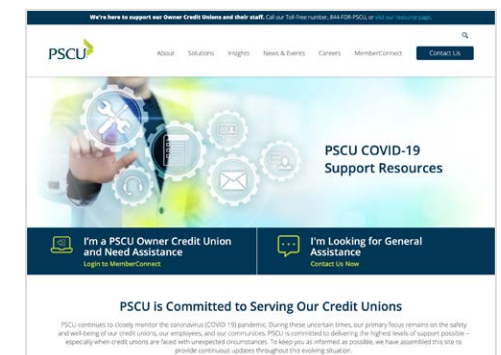 We're here to support our Owner Credit Unions and their staff. Call our Toll-Free number, 844-FOR-PSCU, or visit our resource page.
PSCU
About Solutions Insights News & Events Careers MemberConnect Contact Us
PSCU COVID-19
Support Resources
I'm a PSCU Owner Credit Union
and Need Assistance
Login to MemberConnect
I'm Looking for General
Assistance
Contact Us Now
PSCU is Committed to Serving Our Credit Unions
PSCU continues to closely monitor the coronavirus (COVID-19) pandemic. During these uncertain times, our primary focus remains on the safety
and well-being of our credit unions, our employees, and our communities. PSCU is committed to delivering the highest levels of support possible –
especially when credit unions are faced with unexpected circumstances. To keep you as informed as possible, we have assembled this site to
provide continuous updates throughout this evolving situation.